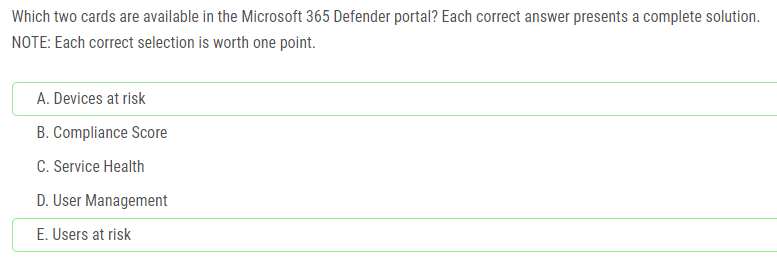 Which two cards are available in the Microsoft 365 Defender portal? Each correct answer presents a complete solution.
NOTE: Each correct selection is worth one point.
A. Devices at risk
B. Compliance Score
C. Service Health
D. User Management
E. Users at risk